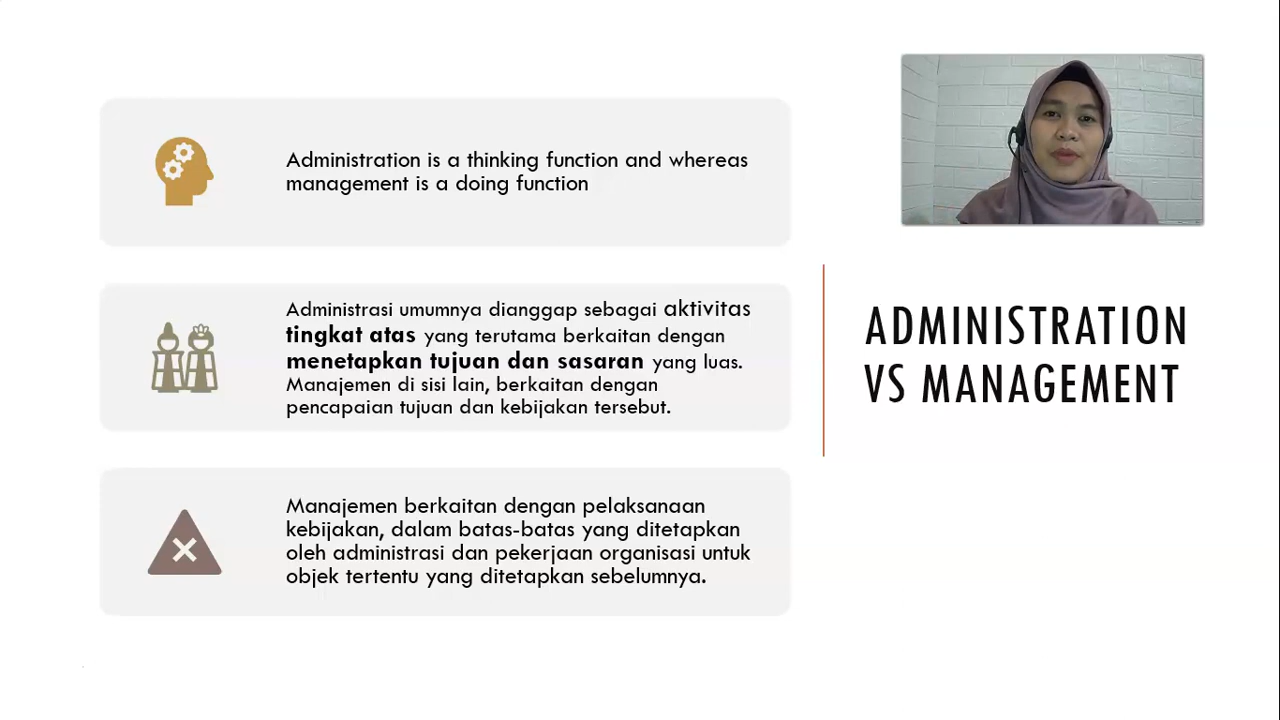 Administration is a thinking function and whereas
management is a doing function
Administrasi umumnya dianggap sebagai aktivitas
tingkat atas yang terutama berkaitan dengan
menetapkan tujuan dan sasaran yang luas.
Manajemen di sisi lain, berkaitan dengan
pencapaian tujuan dan kebijakan tersebut.
Manajemen berkaitan dengan pelaksanaan
kebijakan, dalam batas-batas yang ditetapkan
oleh administrasi dan pekerjaan organisasi untuk
objek tertentu yang ditetapkan sebelumnya.
ADMINISTRATION
VS MANAGEMENT